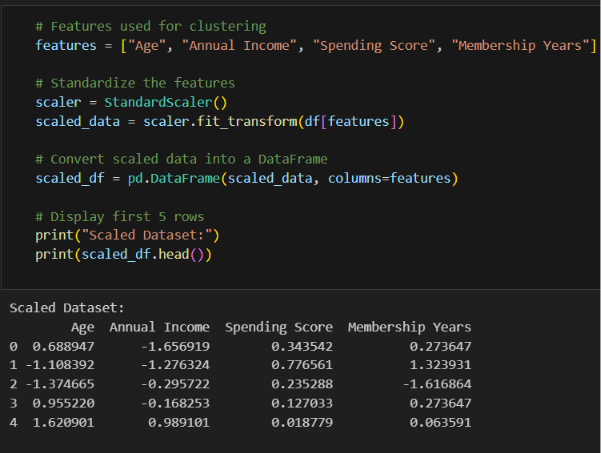 # Features used for clustering
features = ["Age", "Annual Income", "Spending Score", "Membership Years"]
# Standardize the features
scaler = StandardScaler()
scaled_data = scaler.fit_transform(df[features])
# Convert scaled data into a DataFrame
scaled_df = pd.DataFrame(scaled_data, columns=features)
# Display first 5 rows
print("Scaled Dataset:")
print(scaled_df.head())
Scaled Dataset:
Age Annual Income Spending Score Membership Years
0 0.688947 -1.656919 0.343542 0.273647
1 -1.108392 -1.276324 0.776561 1.323931
2 -1.374665 -0.295722 0.235288 -1.616864
3 0.955220 -0.168253 0.127033 0.273647
4 1.620901 0.989101 0.018779 0.063591